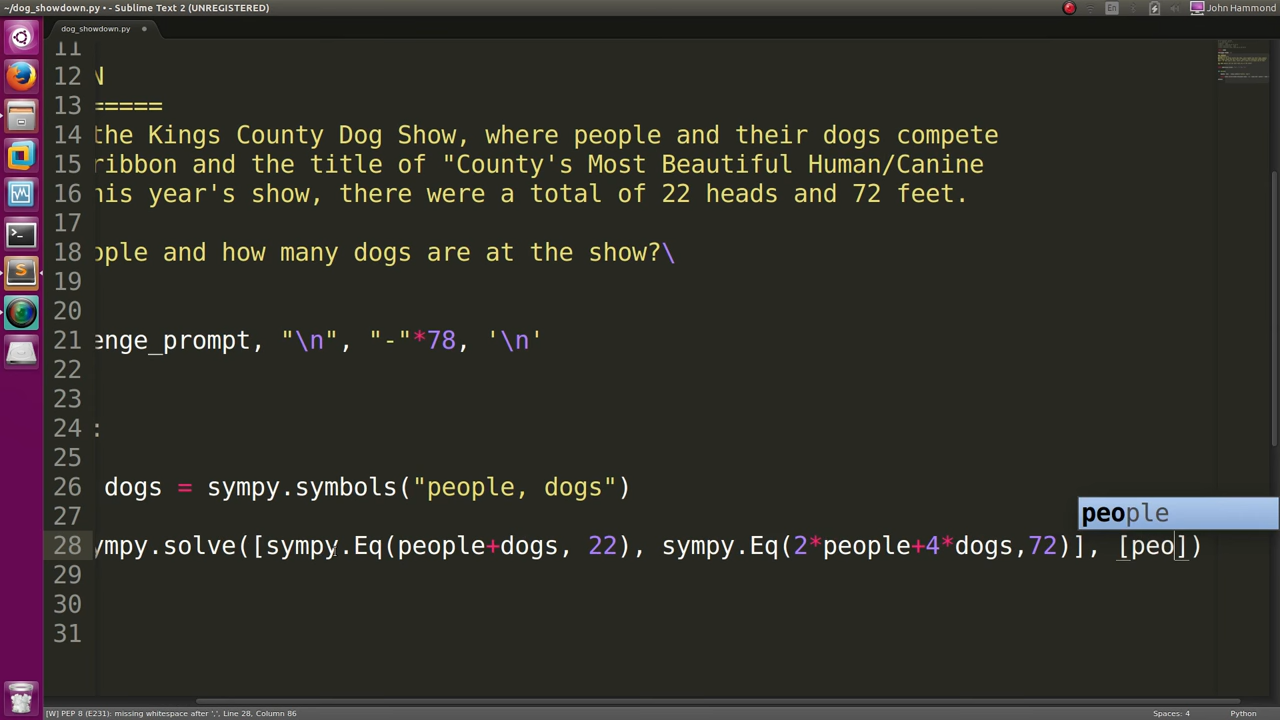 ~/dog_showdown.py • - Sublime Text 2 (UNREGISTERED)
En
John Hammond
dog_showdown.py
11
12 N
13 =====
14 the Kings County Dog Show, where people and their dogs compete
15 ribbon and the title of "County's Most Beautiful Human/Canine
16 his year's show, there were a total of 22 heads and 72 feet.
17
18 ople and how many dogs are at the show?\
19
20
21 enge_prompt, "\n", "-"*78, '\n'
22
23
24 :
25
26 dogs = sympy.symbols("people, dogs")
27
people
28 ympy.solve([sympy.Eq(people+dogs, 22), sympy.Eq(2*people+4*dogs,72)], [peo])
29
30
31
[W] PEP 8 (E231): missing whitespace after ',', Line 28, Column 86
Spaces: 4
Python